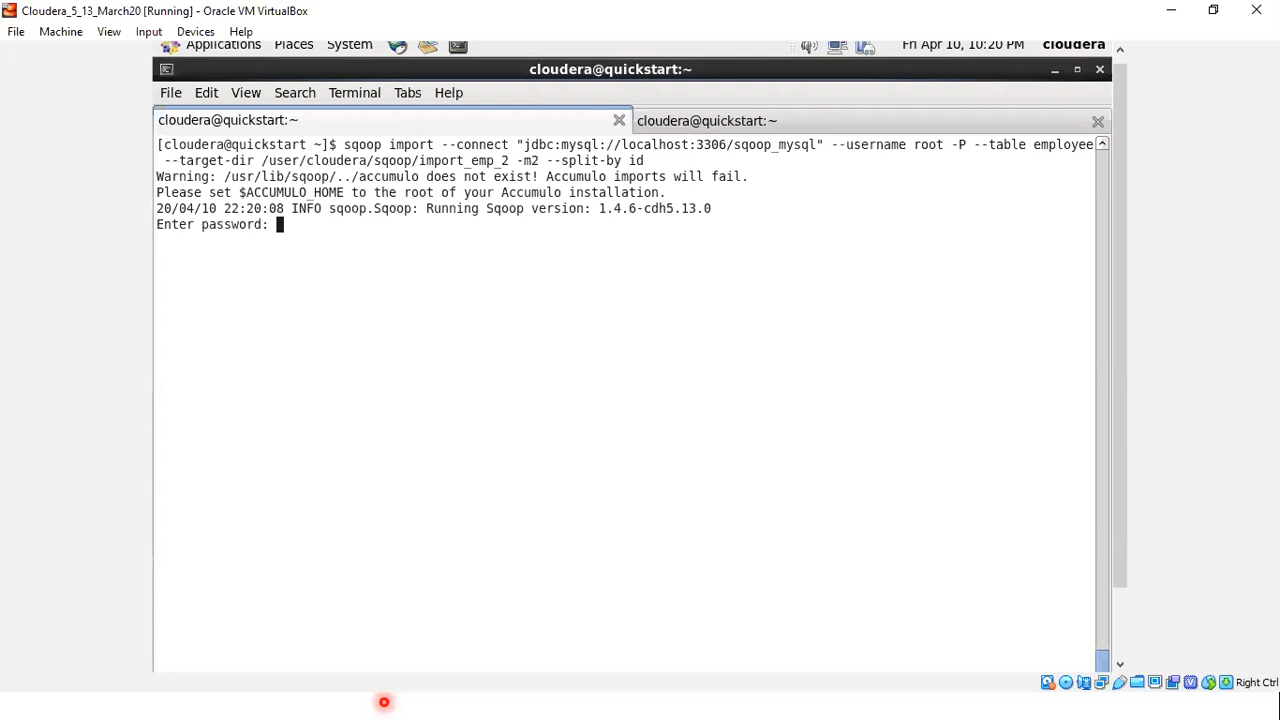 Cloudera_5_13_March20 [Running] - Oracle VM VirtualBox
File Machine View Input Devices Help
Applications Places System Fri Apr 10, 10:20 PM cloudera
cloudera@quickstart:~
File Edit View Search Terminal Tabs Help
cloudera@quickstart:~ cloudera@quickstart:~
[cloudera@quickstart ~]$ sqoop import --connect "jdbc:mysql://localhost:3306/sqoop_mysql" --username root -P --table employee
--target-dir /user/cloudera/sqoop/import_emp_2 -m2 --split-by id
Warning: /usr/lib/sqoop/../accumulo does not exist! Accumulo imports will fail.
Please set $ACCUMULO_HOME to the root of your Accumulo installation.
20/04/10 22:20:08 INFO sqoop.Sqoop: Running Sqoop version: 1.4.6-cdh5.13.0
Enter password:
Right Ctrl